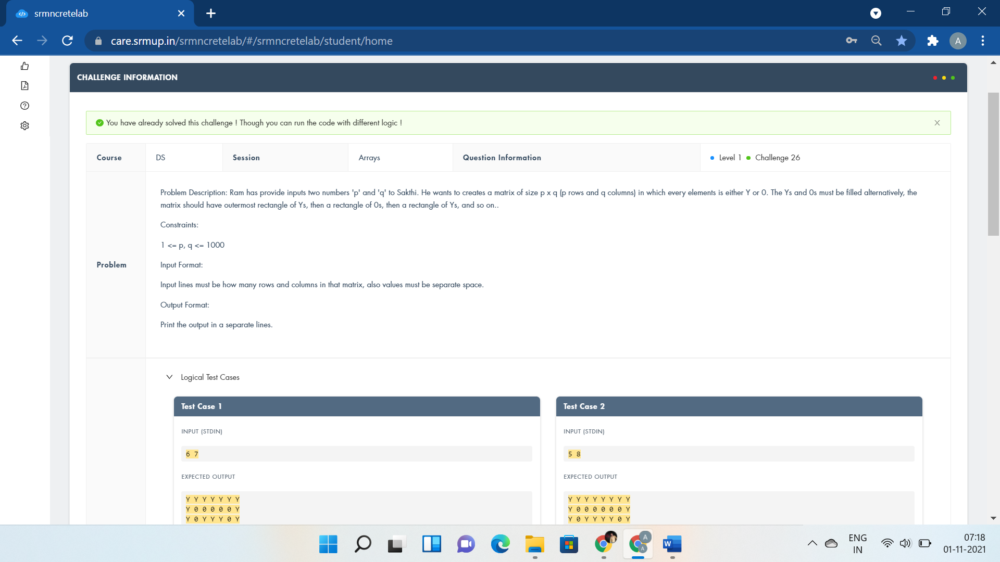 srmncretelab
care.srmup.in/srmncretelab/#/srmncretelab/student/home
A
CHALLENGE INFORMATION
You have already solved this challenge ! Though you can run the code with different logic !
Course
DS
Session
Arrays
Question Information
Level 1
Challenge 26
Problem
Problem Description: Ram has provide inputs two numbers 'p' and 'q' to Sakthi. He wants to creates a matrix of size p x q (p rows and q columns) in which every elements is either Y or 0. The Ys and 0s must be filled alternatively, the
matrix should have outermost rectangle of Ys, then a rectangle of 0s, then a rectangle of Ys, and so on..
Constraints:
1 <= p, q <= 1000
Input Format:
Input lines must be how many rows and columns in that matrix, also values must be separate space.
Output Format:
Print the output in a separate lines.
Logical Test Cases
Test Case 1
INPUT (STDIN)
6 7
EXPECTED OUTPUT
Y Y Y Y Y Y Y
Y 0 0 0 0 0 Y
Y 0 Y Y Y 0 Y
Test Case 2
INPUT (STDIN)
5 8
EXPECTED OUTPUT
Y Y Y Y Y Y Y Y
Y 0 0 0 0 0 0 Y
Y 0 Y Y Y Y 0 Y
A
A
W
ENG
IN
07:18
01-11-2021